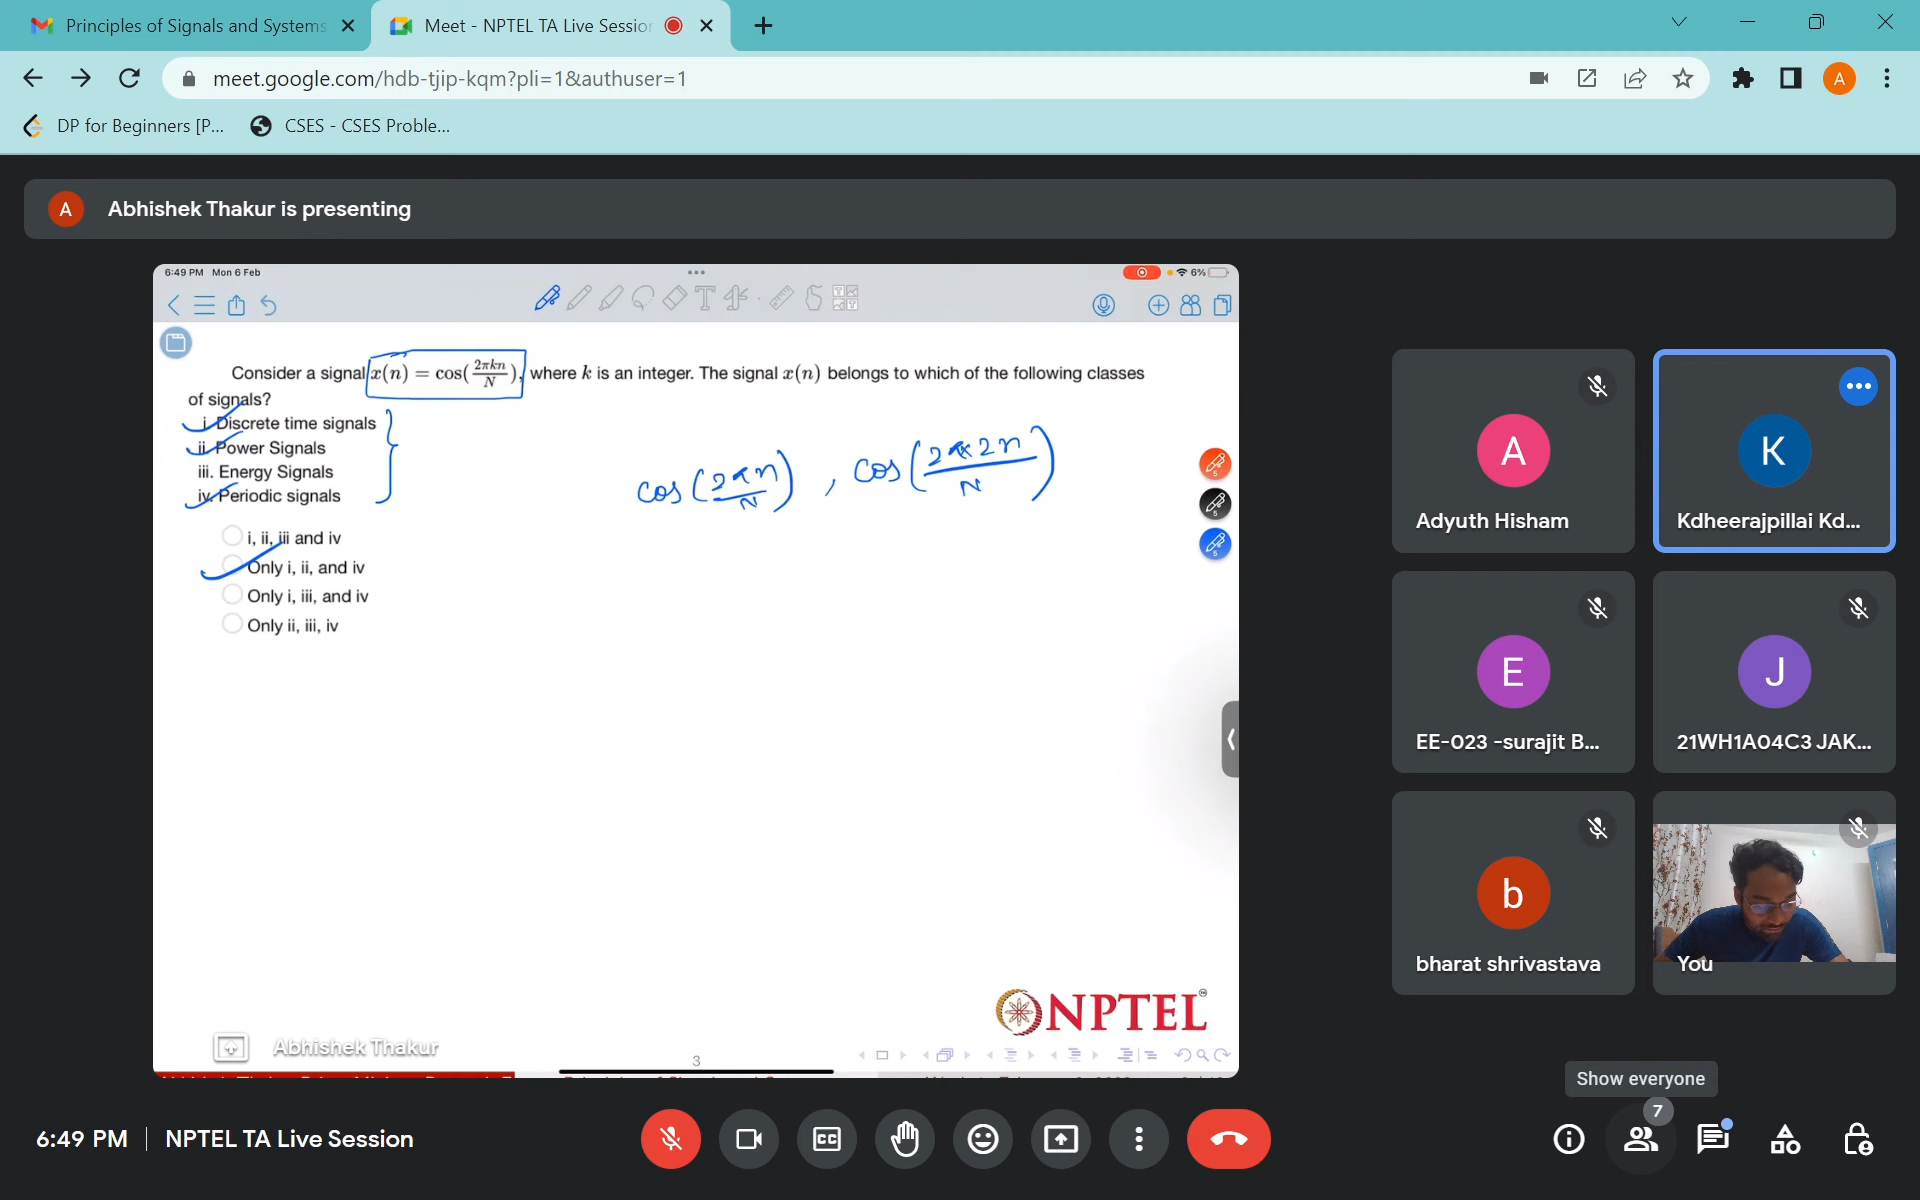 Principles of Signals and Systems
Meet - NPTEL TA Live Session
meet.google.com/hdb-tjip-kqm?pli=1&authuser=1
A
DP for Beginners [P...
CSES - CSES Proble...
A
Abhishek Thakur is presenting
6:49 PM Mon 6 Feb
6%
Consider a signal x(n) = cos(2πkn/N), where k is an integer. The signal x(n) belongs to which of the following classes
of signals?
i. Discrete time signals
ii. Power Signals
iii. Energy Signals
iv. Periodic signals
cos(2πn/N), cos(2π2n/N)
i, ii, iii and iv
Only i, ii, and iv
Only i, iii, and iv
Only ii, iii, iv
5
5
5
NPTEL
Abhishek Thakur
3
A
Adyuth Hisham
K
Kdheerajpillai Kd...
E
EE-023 -surajit B...
J
21WH1A04C3 JAK...
b
bharat shrivastava
You
Show everyone
7
6:49 PM | NPTEL TA Live Session
CC